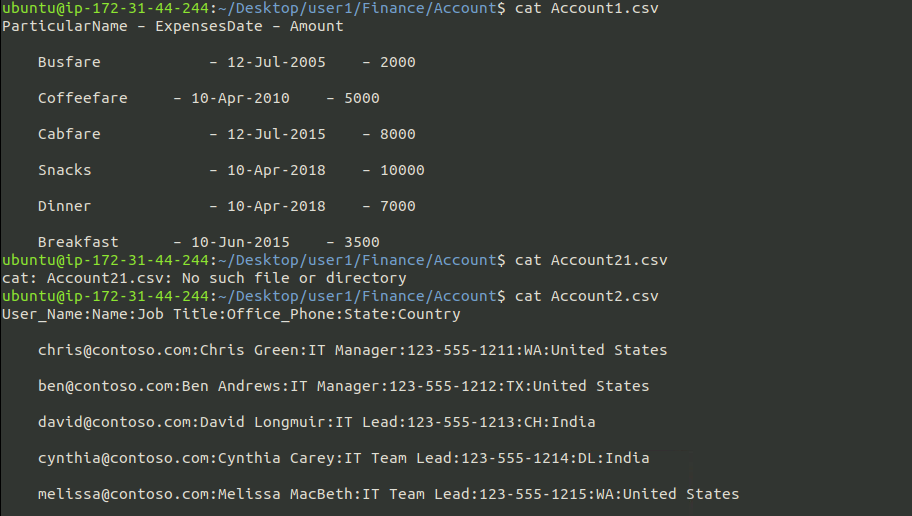 ubuntu@ip-172-31-44-244:~/Desktop/user1/Finance/Account$ cat Account1.csv
ParticularName – ExpensesDate – Amount
Busfare – 12-Jul-2005 – 2000
Coffeefare – 10-Apr-2010 – 5000
Cabfare – 12-Jul-2015 – 8000
Snacks – 10-Apr-2018 – 10000
Dinner – 10-Apr-2018 – 7000
Breakfast – 10-Jun-2015 – 3500
ubuntu@ip-172-31-44-244:~/Desktop/user1/Finance/Account$ cat Account21.csv
cat: Account21.csv: No such file or directory
ubuntu@ip-172-31-44-244:~/Desktop/user1/Finance/Account$ cat Account2.csv
User_Name:Name:Job Title:Office_Phone:State:Country
chris@contoso.com:Chris Green:IT Manager:123-555-1211:WA:United States
ben@contoso.com:Ben Andrews:IT Manager:123-555-1212:TX:United States
david@contoso.com:David Longmuir:IT Lead:123-555-1213:CH:India
cynthia@contoso.com:Cynthia Carey:IT Team Lead:123-555-1214:DL:India
melissa@contoso.com:Melissa MacBeth:IT Team Lead:123-555-1215:WA:United States